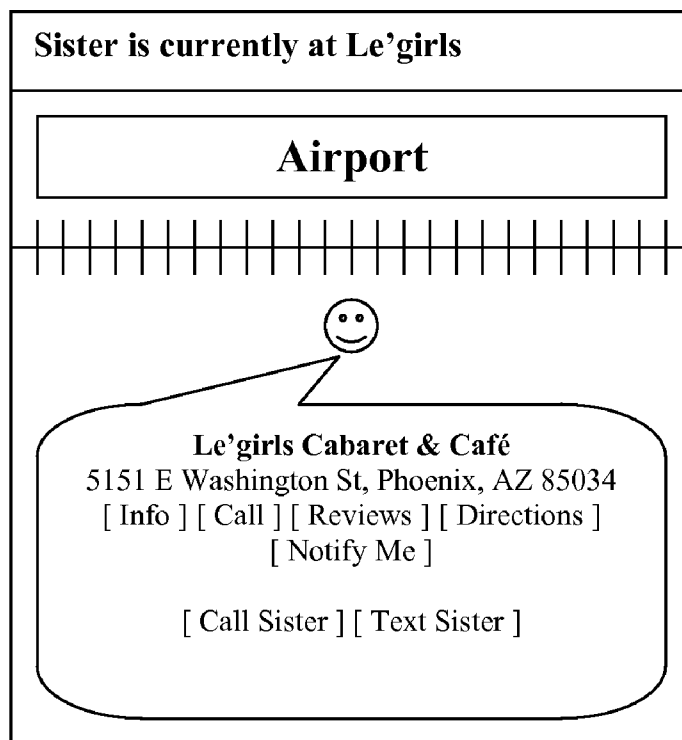 Sister is currently at Le'girls
Airport
Le'girls Cabaret & Café
5151 E Washington St, Phoenix, AZ 85034
[ Info ] [ Call ] [ Reviews ] [ Directions ]
[ Notify Me ]
[ Call Sister ] [ Text Sister ]